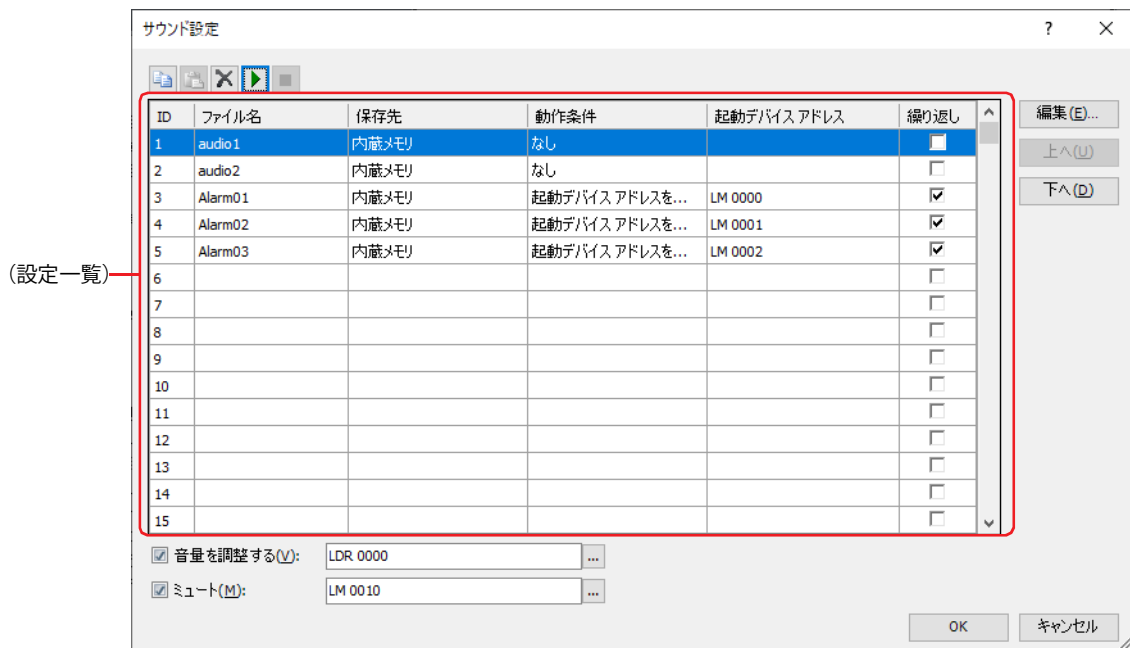 サウンド設定 ?
ID ファイル名 保存先 動作条件 起動デバイス アドレス 繰り返し 編集(E)...
1 audio1 内蔵メモリ なし 上へ(U)
2 audio2 内蔵メモリ なし
下へ(D)
3 Alarm01 内蔵メモリ 起動デバイス アドレスを... LM 0000
4 Alarm02 内蔵メモリ 起動デバイス アドレスを... LM 0001
5 Alarm03 内蔵メモリ 起動デバイス アドレスを... LM 0002
(設定一覧)
6
7
8
9
10
11
12
13
14
15
音量を調整する(V): LDR 0000 ...
ミュート(M): LM 0010 ...
OK キャンセル